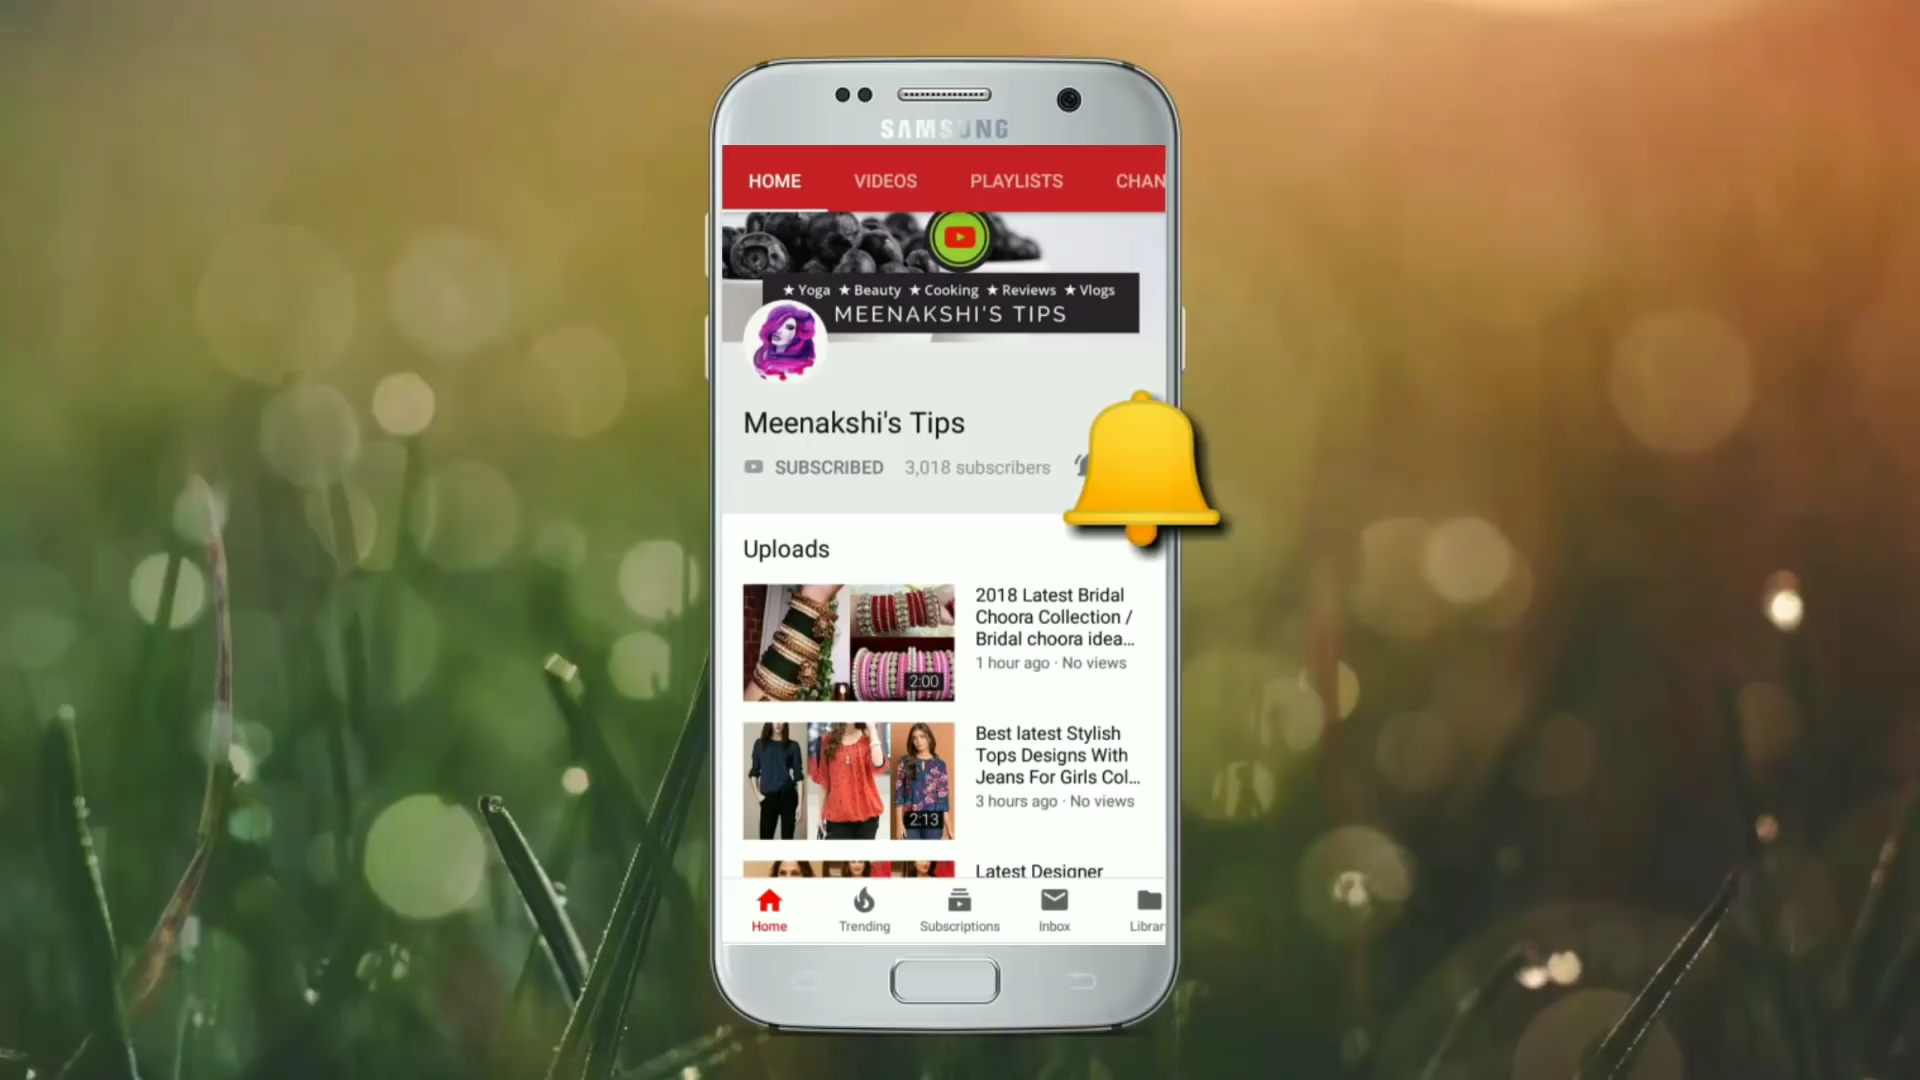 SAMSUNG
HOME VIDEOS PLAYLISTS CHAN
★ Yoga ★ Beauty ★ Cooking ★ Reviews ★ Vlogs
MEENAKSHI'S TIPS
Meenakshi's Tips
SUBSCRIBED 3,018 subscribers
Uploads
2018 Latest Bridal
Choora Collection /
Bridal choora idea...
1 hour ago · No views
2:00
Best latest Stylish
Tops Designs With
Jeans For Girls Col...
3 hours ago · No views
2:13
Latest Designer
Home Trending Subscriptions Inbox Librar